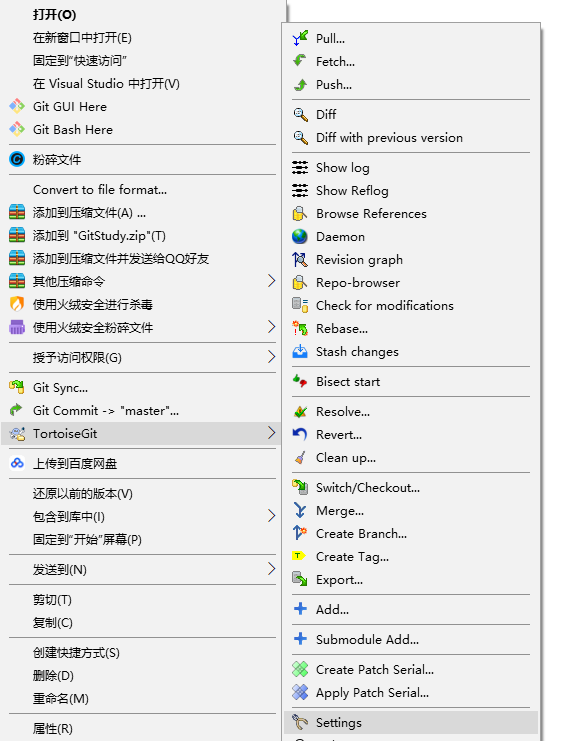 打开(O)
在新窗口中打开(E)
固定到"快速访问"
在 Visual Studio 中打开(V)
Git GUI Here
Git Bash Here
粉碎文件
Convert to file format...
添加到压缩文件(A) ...
添加到 "GitStudy.zip"(T)
添加到压缩文件并发送给QQ好友
其他压缩命令
使用火绒安全进行杀毒
使用火绒安全粉碎文件
授予访问权限(G)
Git Sync...
Git Commit -> "master"...
TortoiseGit
上传到百度网盘
还原以前的版本(V)
包含到库中(I)
固定到"开始"屏幕(P)
发送到(N)
剪切(T)
复制(C)
创建快捷方式(S)
删除(D)
重命名(M)
属性(R)
Pull...
Fetch...
Push...
Diff
Diff with previous version
Show log
Show Reflog
Browse References
Daemon
Revision graph
Repo-browser
Check for modifications
Rebase...
Stash changes
Bisect start
Resolve...
Revert...
Clean up...
Switch/Checkout...
Merge...
Create Branch...
Create Tag...
Export...
Add...
Submodule Add...
Create Patch Serial...
Apply Patch Serial...
Settings